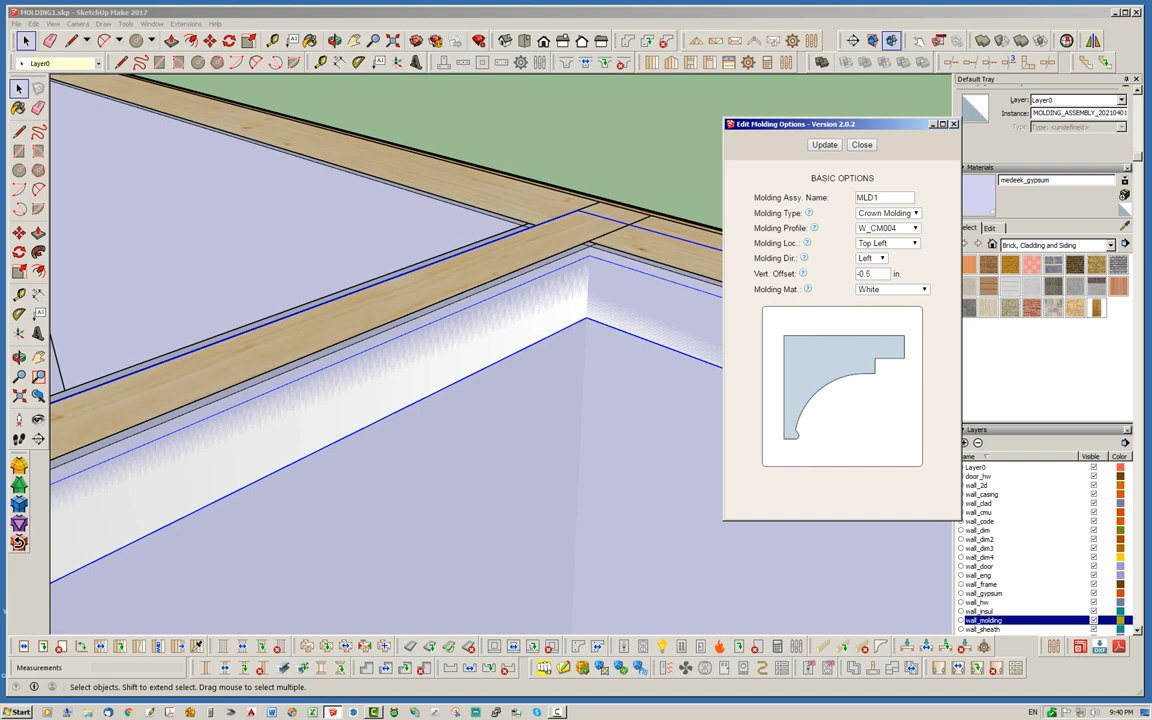 MOLDING1.skp - SketchUp Make 2017
File Edit View Camera Draw Tools Window Extensions Help
Layer0
Default Tray
Layer: Layer0
Instance: MOLDING_ASSEMBLY_20210401
Type: Type: <undefined>
Materials
medeek_gypsum
elect Edit
Brick, Cladding and Siding
Edit Molding Options - Version 2.0.2
Update Close
BASIC OPTIONS
Molding Assy. Name: MLD1
Molding Type: Crown Molding
Molding Profile: W_CM004
Molding Loc.: Top Left
Molding Dir.: Left
Vert. Offset: -0.5 in.
Molding Mat.: White
Layers
ame Visible Color
Layer0
door_hw
wall_2d
wall_casing
wall_clad
wall_cmu
wall_code
wall_dim
wall_dim2
wall_dim3
wall_dim4
wall_door
wall_eng
wall_frame
wall_gypsum
wall_hw
wall_insul
wall_molding
wall_sheath
Measurements
Select objects. Shift to extend select. Drag mouse to select multiple.
Start EN 9:40 PM